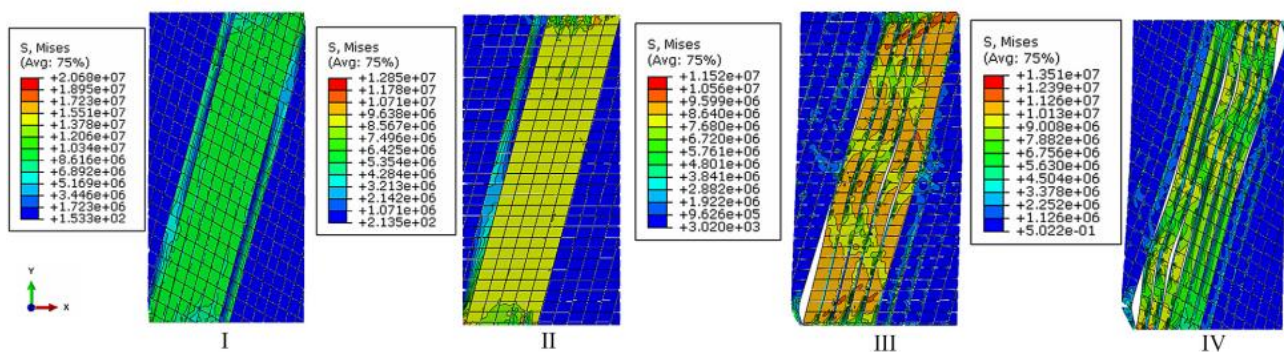 S, Mises
(Avg: 75%)
+2.068e+07
+1.895e+07
+1.723e+07
+1.551e+07
+1.378e+07
+1.206e+07
+1.034e+07
+8.616e+06
+6.892e+06
+5.169e+06
+3.446e+06
+1.723e+06
+1.533e+02
S, Mises
(Avg: 75%)
+1.285e+07
+1.178e+07
+1.071e+07
+9.638e+06
+8.567e+06
+7.496e+06
+6.425e+06
+5.354e+06
+4.284e+06
+3.213e+06
+2.142e+06
+1.071e+06
+2.135e+02
S, Mises
(Avg: 75%)
+1.152e+07
+1.056e+07
+9.599e+06
+8.640e+06
+7.680e+06
+6.720e+06
+5.761e+06
+4.801e+06
+3.841e+06
+2.882e+06
+1.922e+06
+9.626e+05
+3.020e+03
S, Mises
(Avg: 75%)
+1.351e+07
+1.239e+07
+1.126e+07
+1.013e+07
+9.008e+06
+7.882e+06
+6.756e+06
+5.630e+06
+4.504e+06
+3.378e+06
+2.252e+06
+1.126e+06
+5.022e-01
Y
X
I
II
III
IV